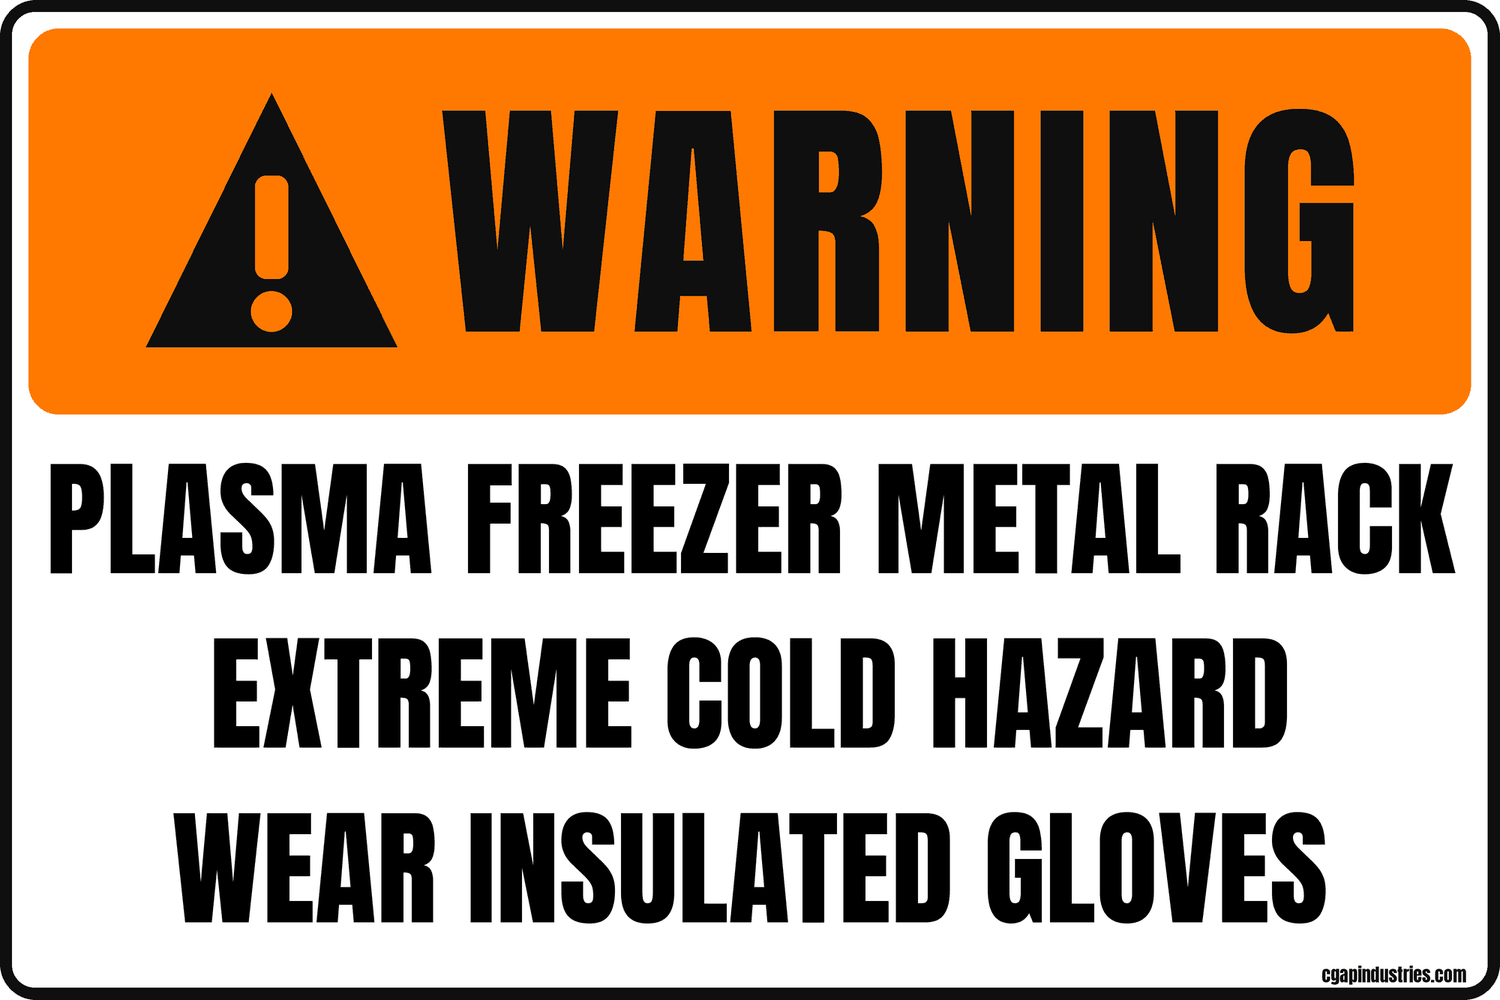 WARNING
PLASMA FREEZER METAL RACK
EXTREME COLD HAZARD
WEAR INSULATED GLOVES
cgapindustries.com